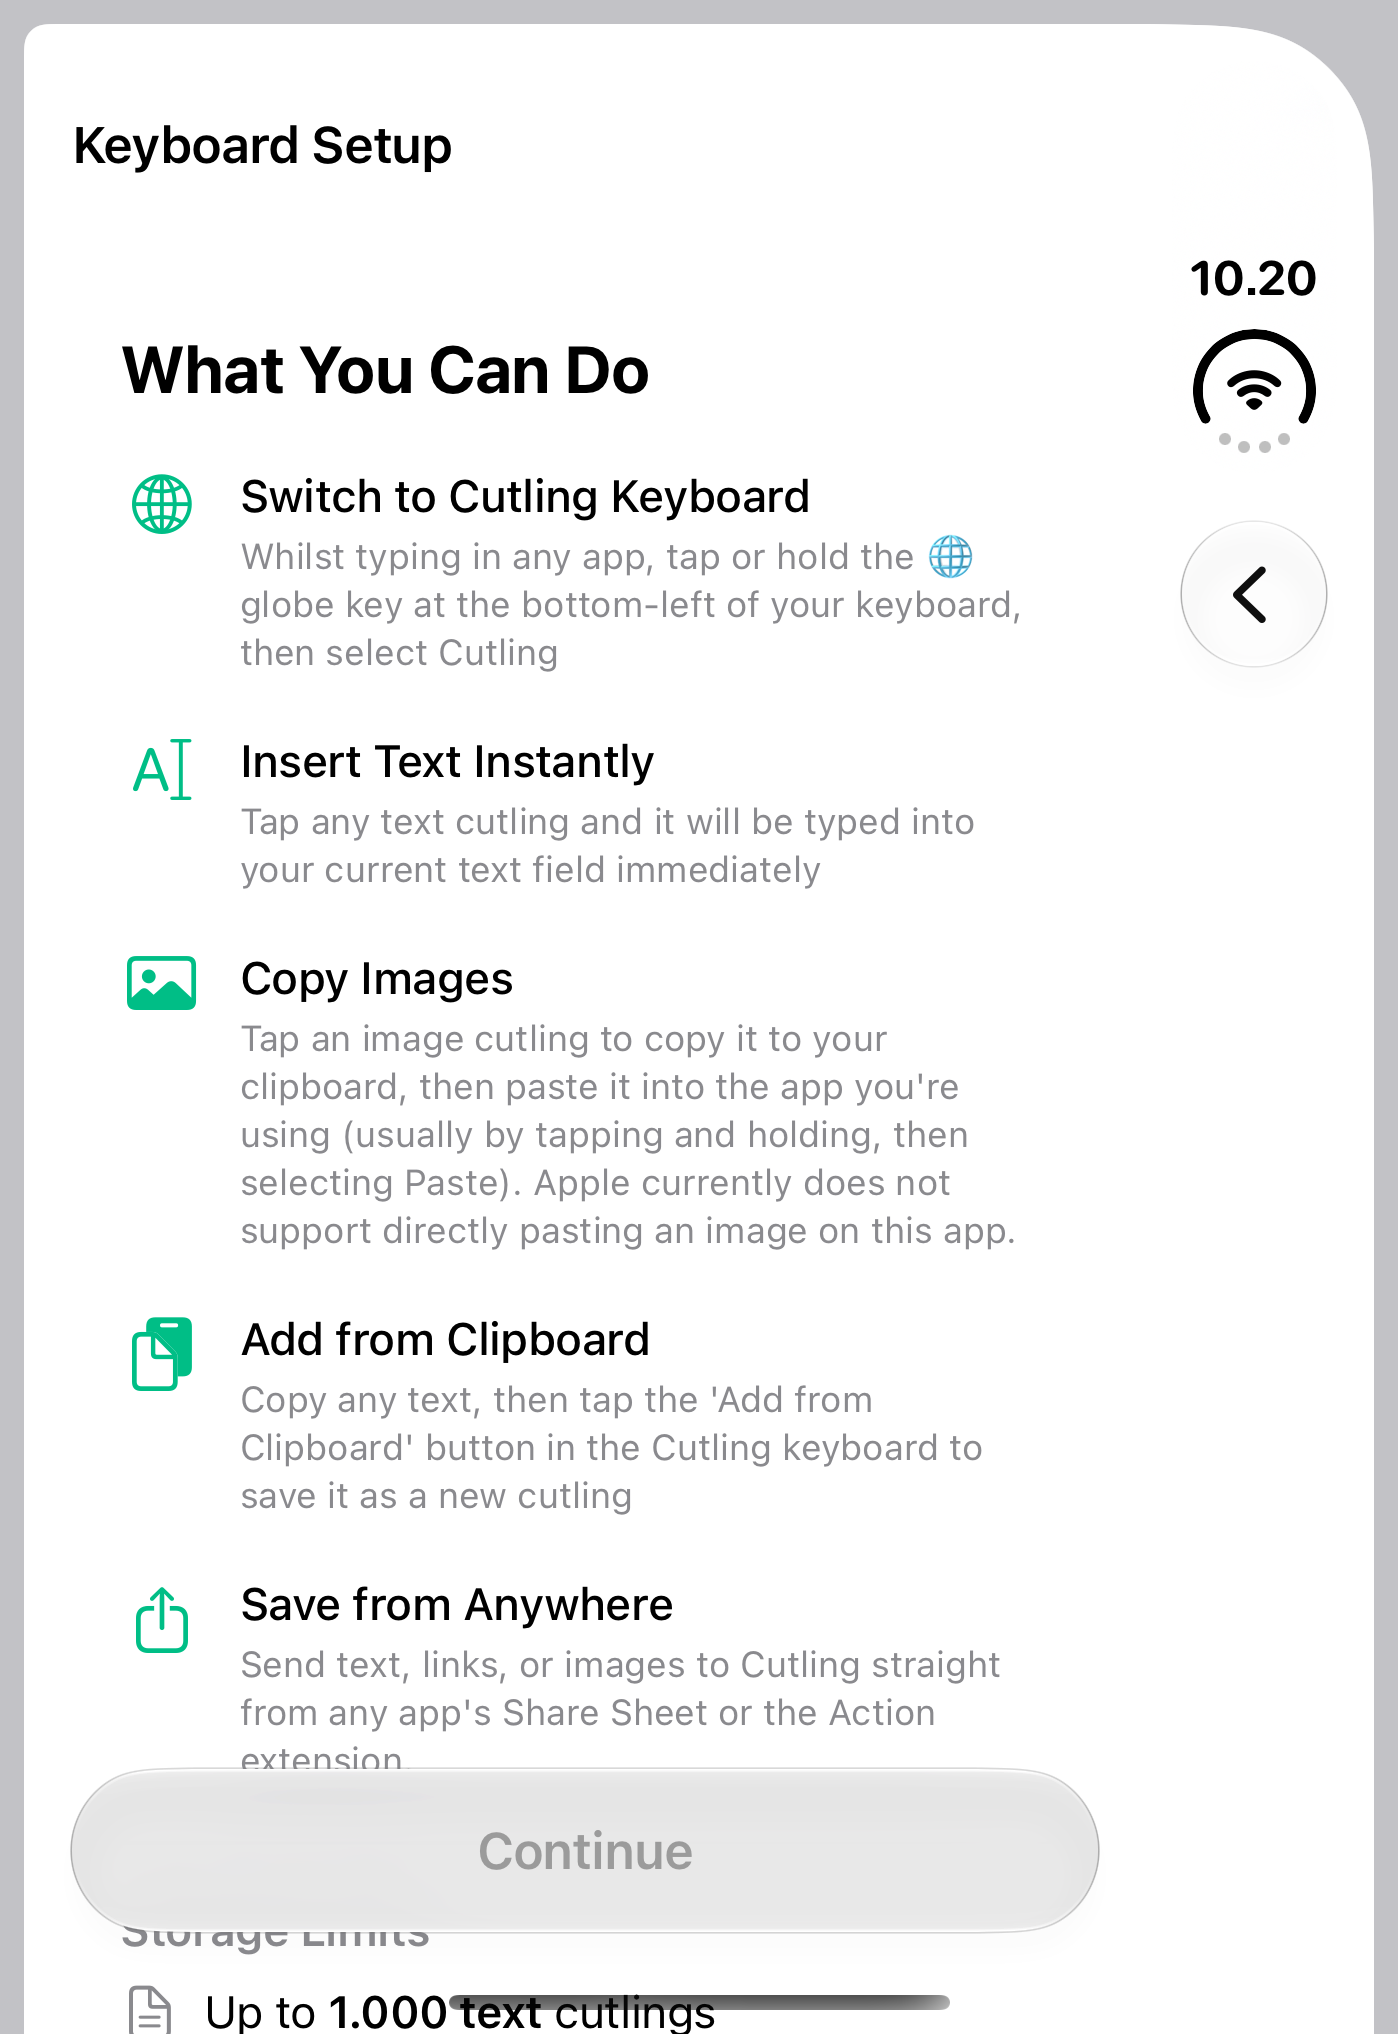 Keyboard Setup
10.20
What You Can Do
Switch to Cutling Keyboard
Whilst typing in any app, tap or hold the 🌐
globe key at the bottom-left of your keyboard,
then select Cutling
Insert Text Instantly
Tap any text cutling and it will be typed into
your current text field immediately
Copy Images
Tap an image cutling to copy it to your
clipboard, then paste it into the app you're
using (usually by tapping and holding, then
selecting Paste). Apple currently does not
support directly pasting an image on this app.
Add from Clipboard
Copy any text, then tap the 'Add from
Clipboard' button in the Cutling keyboard to
save it as a new cutling
Save from Anywhere
Send text, links, or images to Cutling straight
from any app's Share Sheet or the Action
extension.
Continue
Storage Limits
Up to 1.000 text cutlings